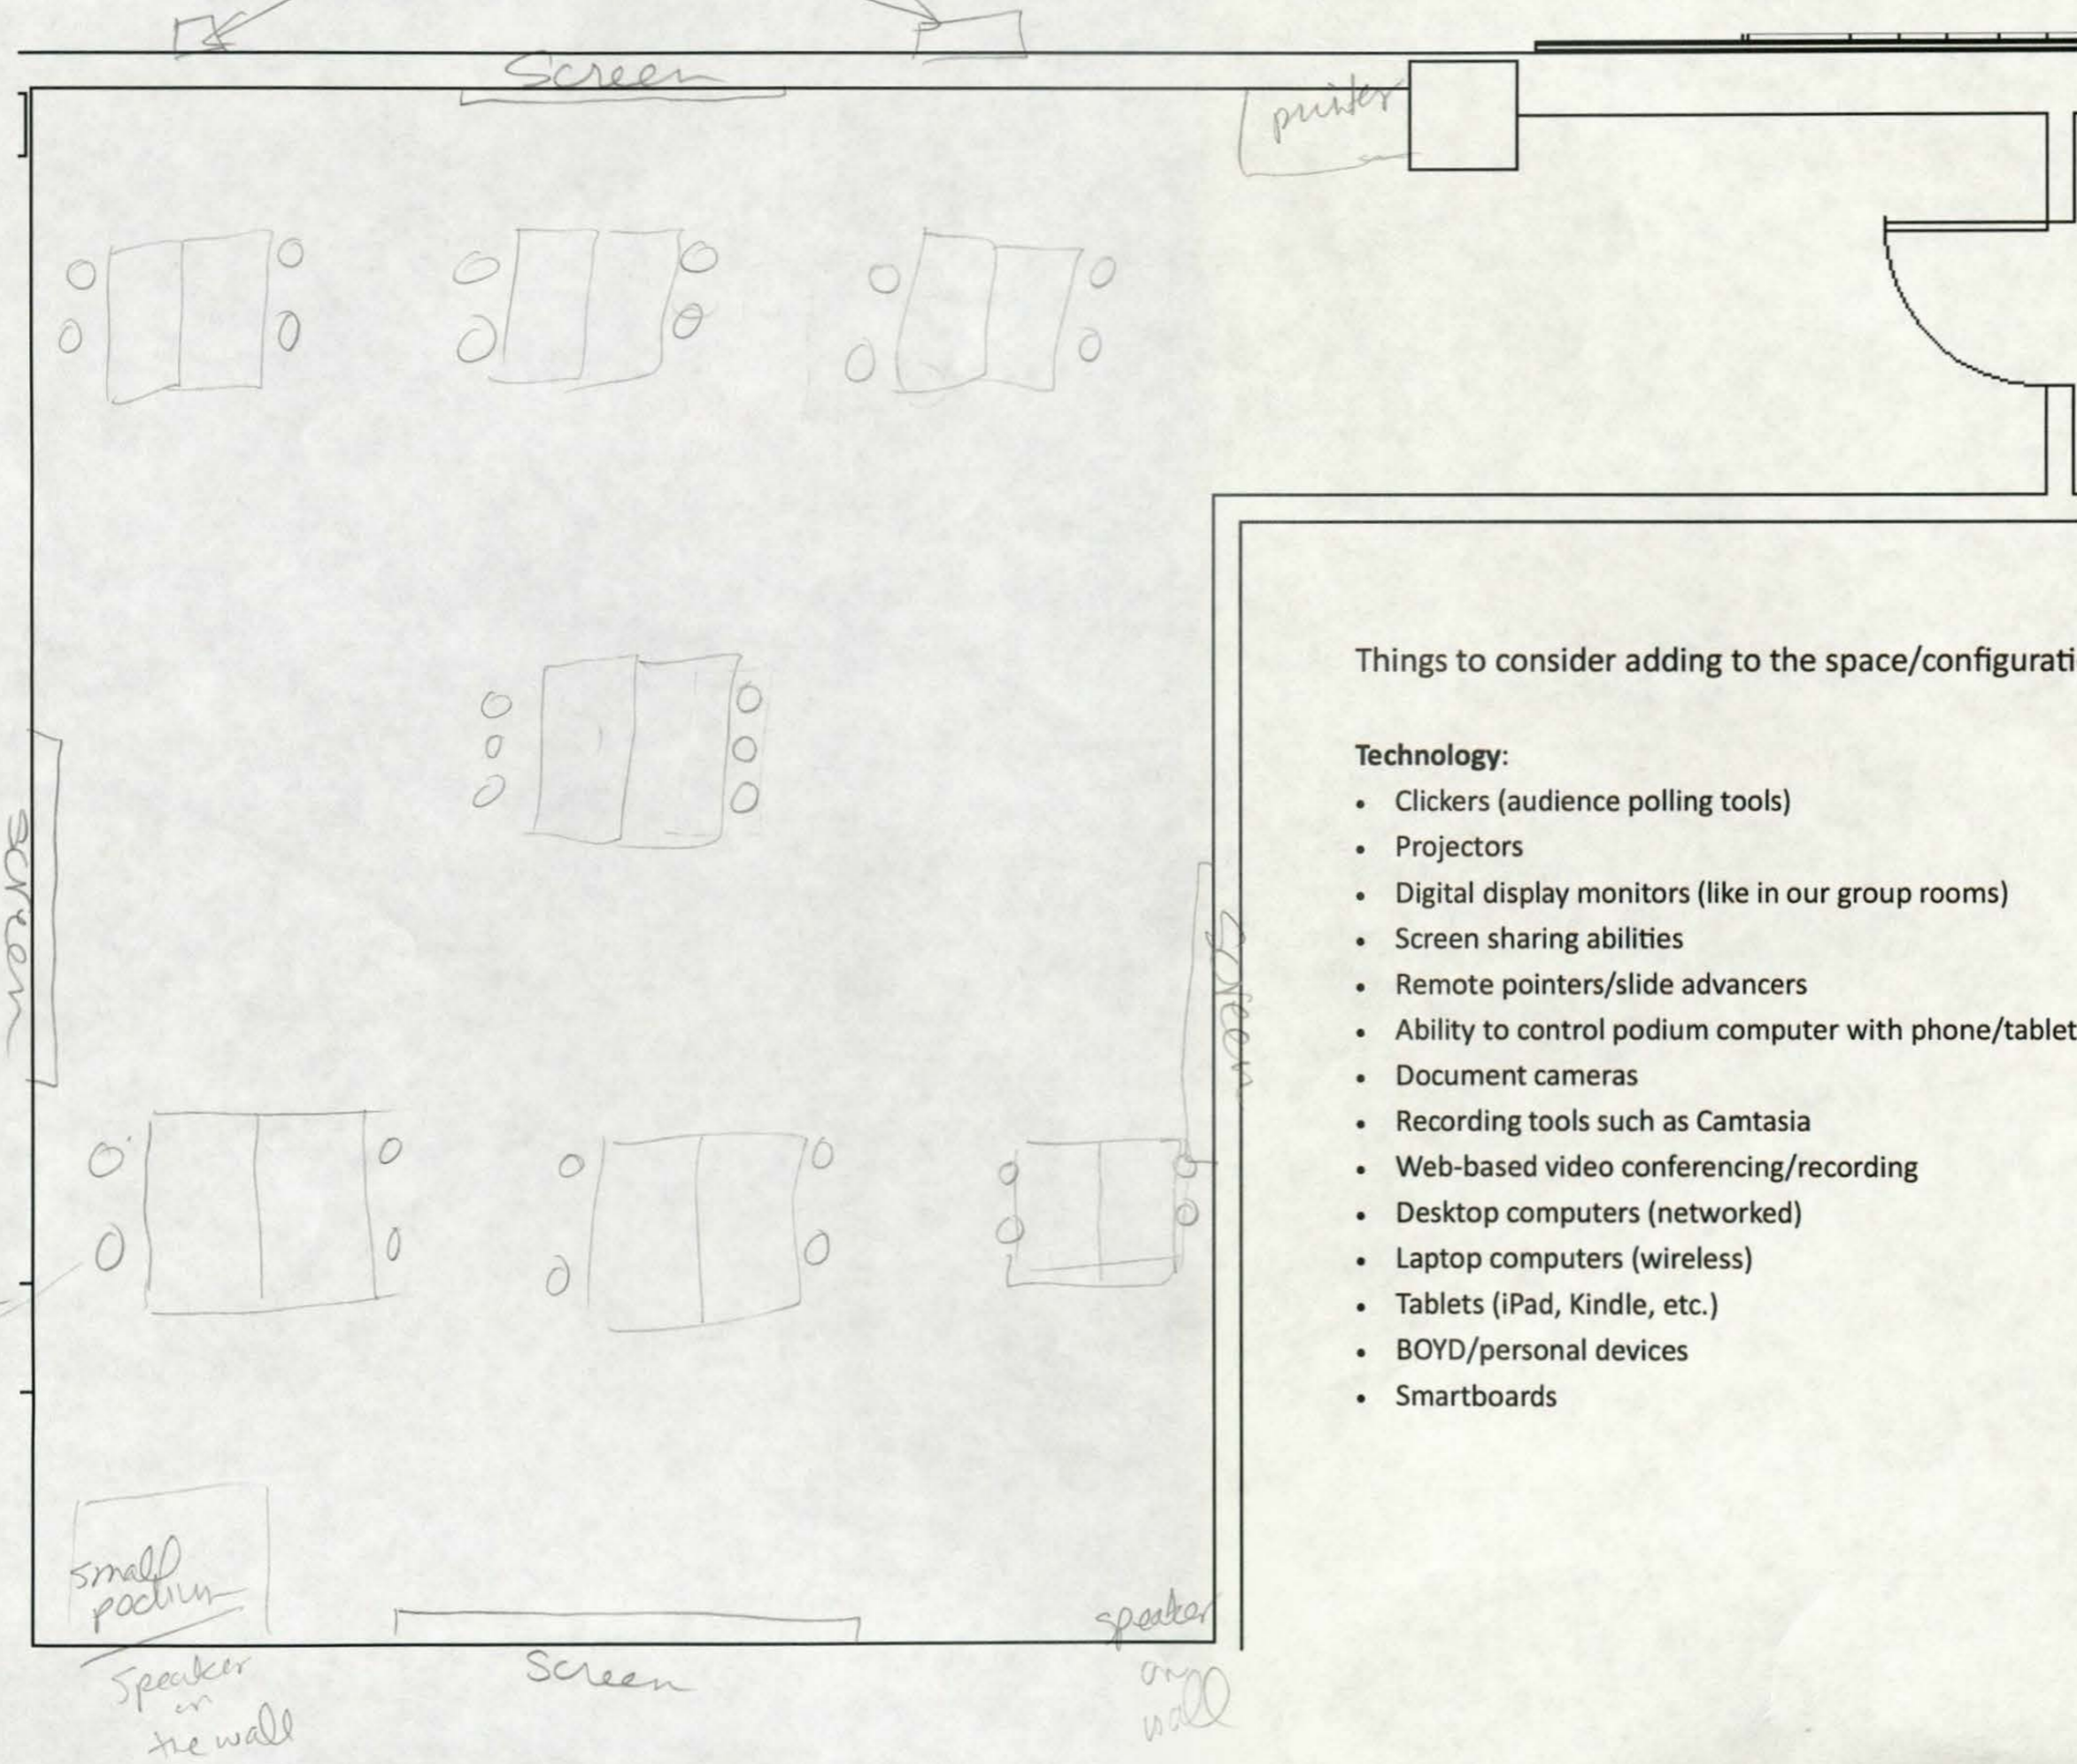 Screen
printer
Things to consider adding to the space/configurati
Technology:
• Clickers (audience polling tools)
• Projectors
• Digital display monitors (like in our group rooms)
• Screen sharing abilities
• Remote pointers/slide advancers
• Ability to control podium computer with phone/tablet
• Document cameras
• Recording tools such as Camtasia
• Web-based video conferencing/recording
• Desktop computers (networked)
• Laptop computers (wireless)
• Tablets (iPad, Kindle, etc.)
• BOYD/personal devices
• Smartboards
screen
screen
small
podium
speaker
on
wall
Screen
Speaker
on
the wall